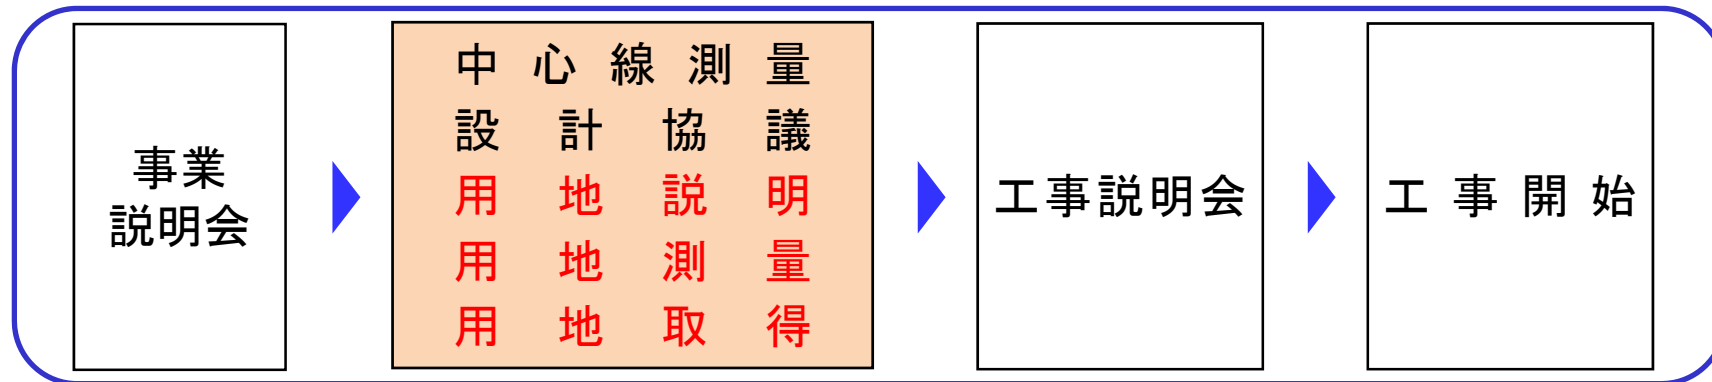 事業
説明会
中心線測量
設計協議
用地説明
用地測量
用地取得
工事説明会
工事開始